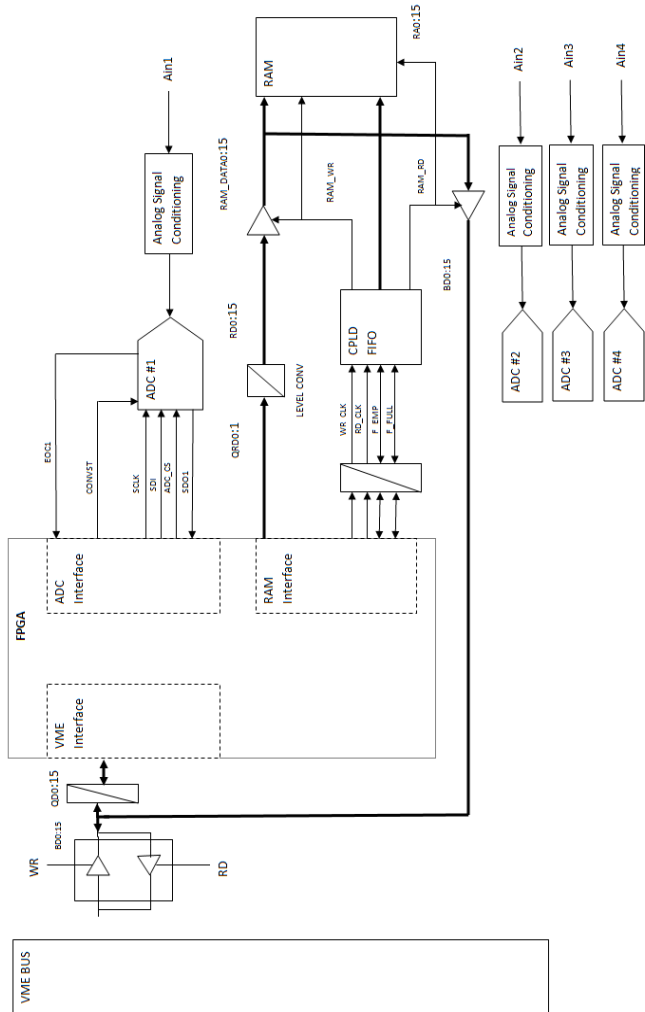 VME BUS
WR
RD
BD0:15
QD0:15
FPGA
VME
Interface
ADC
Interface
RAM
Interface
EOC1
CONVST
SCLK
SDI
ADC_CS
SDO1
ADC #1
Analog Signal
Conditioning
Ain1
QRD0:1
LEVEL CONV
RD0:15
RAM_DATA0:15
RAM
RA0:15
WR_CLK
RD_CLK
F_EMP
F_FULL
CPLD
FIFO
RAM_WR
RAM_RD
BD0:15
ADC #2
Analog Signal
Conditioning
Ain2
ADC #3
Analog Signal
Conditioning
Ain3
ADC #4
Analog Signal
Conditioning
Ain4